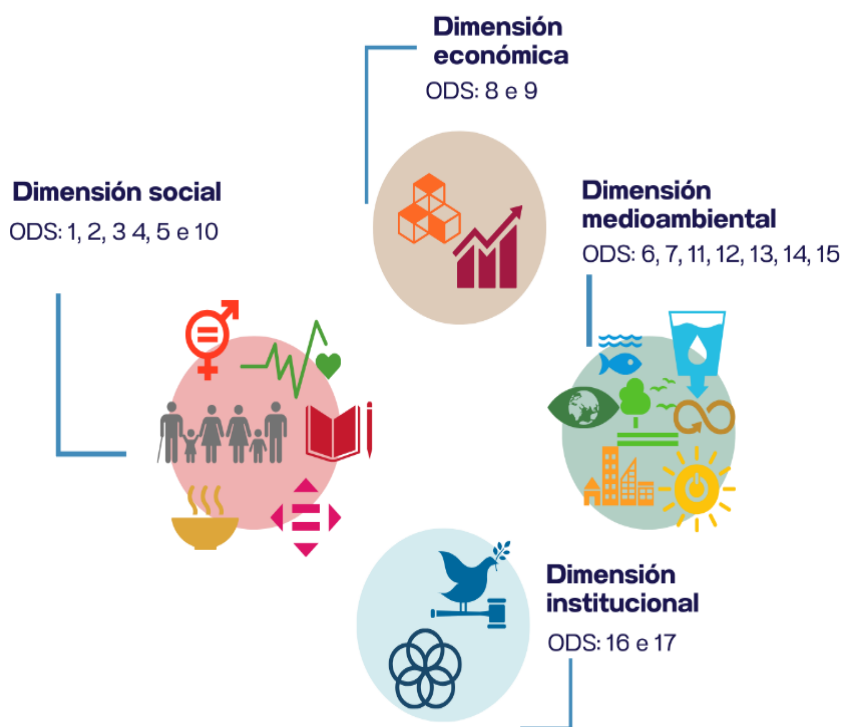 Dimensión
económica
ODS: 8 e 9
Dimensión social
ODS: 1, 2, 3 4, 5 e 10
Dimensión
medioambiental
ODS: 6, 7, 11, 12, 13, 14, 15
Dimensión
institucional
ODS: 16 e 17